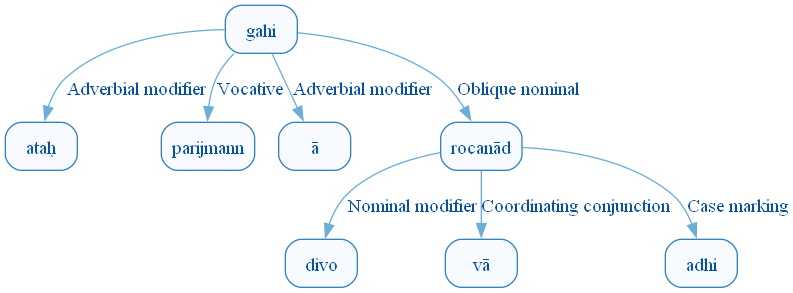 gahi
Adverbial modifier Vocative Adverbial modifier Oblique nominal
ataḥ parijmann ā rocanād
Nominal modifier Coordinating conjunction Case marking
divo vā adhi